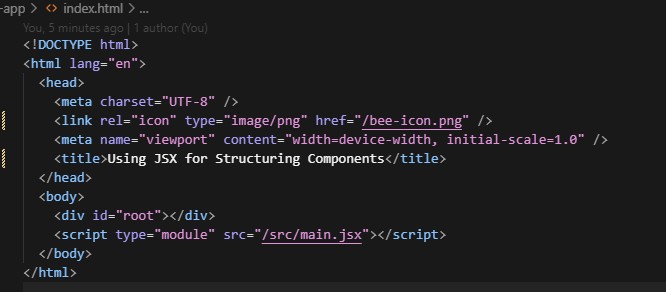 -app > <> index.html > ...
You, 5 minutes ago | 1 author (You)
<!DOCTYPE html>
<html lang="en">
<head>
<meta charset="UTF-8" />
<link rel="icon" type="image/png" href="/bee-icon.png" />
<meta name="viewport" content="width=device-width, initial-scale=1.0" />
<title>Using JSX for Structuring Components</title>
</head>
<body>
<div id="root"></div>
<script type="module" src="/src/main.jsx"></script>
</body>
</html>